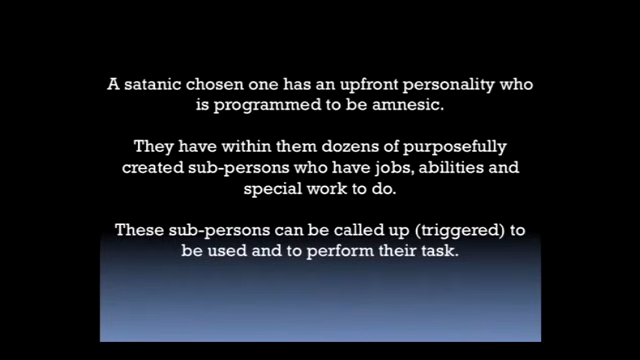 A satanic chosen one has an upfront personality who
is programmed to be amnesic.
They have within them dozens of purposefully
created sub-persons who have jobs, abilities and
special work to do.
These sub-persons can be called up (triggered) to
be used and to perform their task.